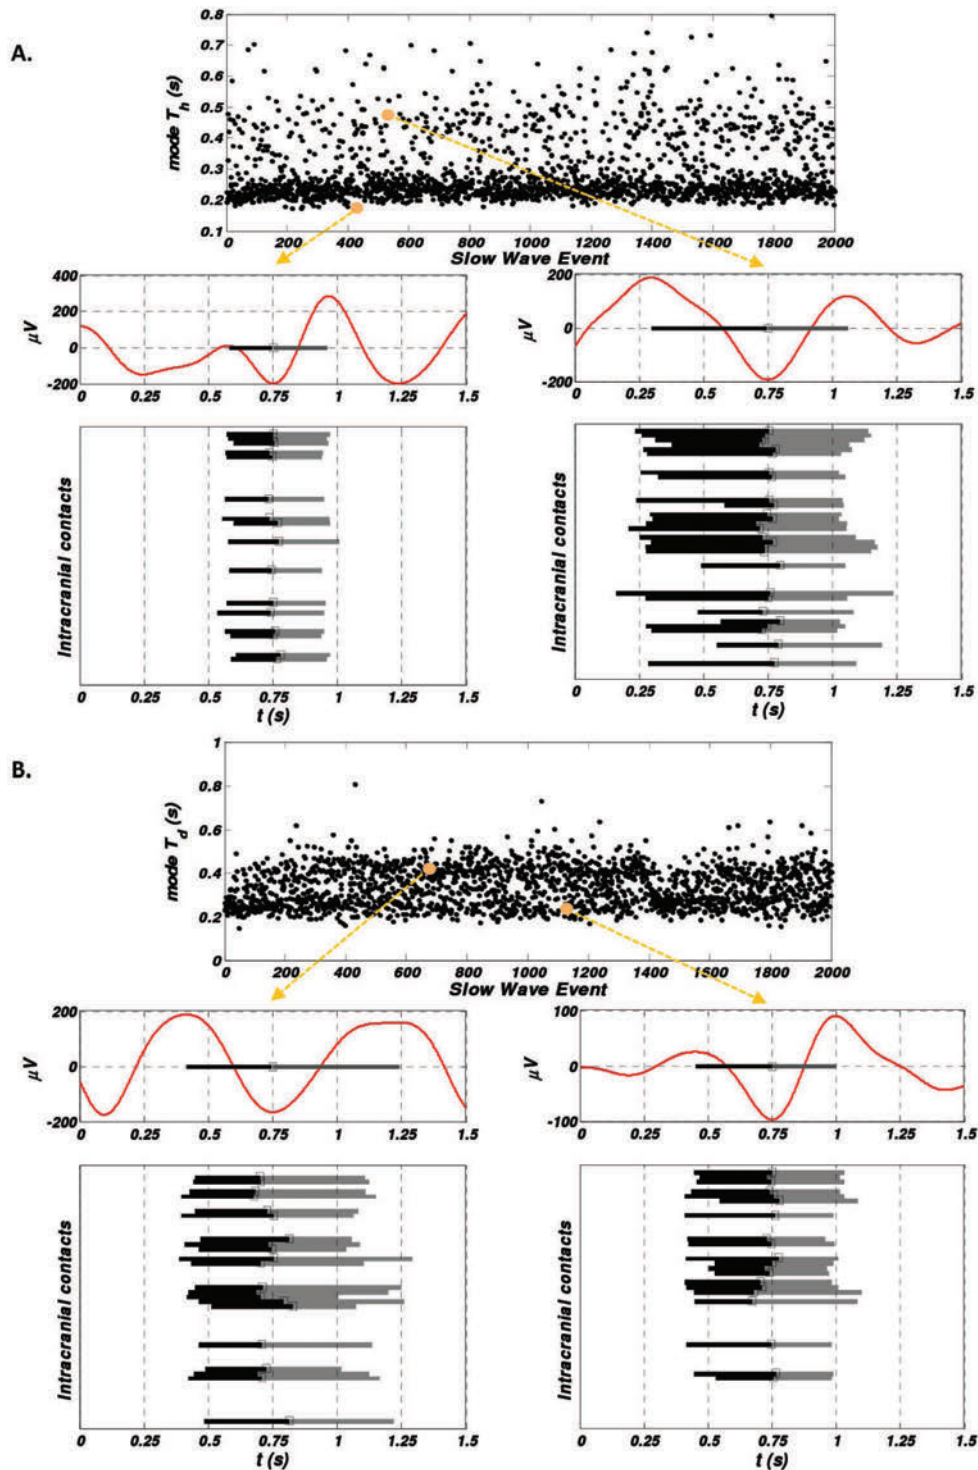 A.
mode T_h (s)
0.8
0.7
0.6
0.5
0.4
0.3
0.2
0.1
0 200 400 600 800 1000 1200 1400 1600 1800 2000
Slow Wave Event
μV
400
200
0
-200
0 0.25 0.5 0.75 1 1.25 1.5
μV
200
0
-200
0 0.25 0.5 0.75 1 1.25 1.5
Intracranial contacts
0 0.25 0.5 0.75 1 1.25 1.5
t (s)
Intracranial contacts
0 0.25 0.5 0.75 1 1.25 1.5
t (s)
B.
mode T_d (s)
1
0.8
0.6
0.4
0.2
0
0 200 400 600 800 1000 1200 1400 1600 1800 2000
Slow Wave Event
μV
200
0
-200
0 0.25 0.5 0.75 1 1.25 1.5
μV
100
0
-100
0 0.25 0.5 0.75 1 1.25 1.5
Intracranial contacts
0 0.25 0.5 0.75 1 1.25 1.5
t (s)
Intracranial contacts
0 0.25 0.5 0.75 1 1.25 1.5
t (s)